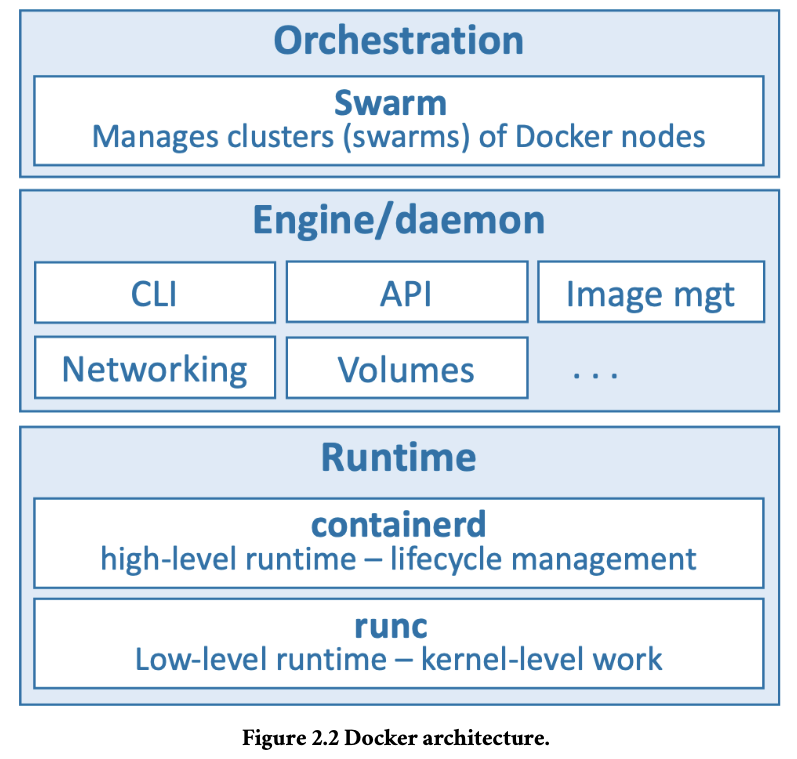 Orchestration
Swarm
Manages clusters (swarms) of Docker nodes
Engine/daemon
CLI
API
Image mgt
Networking
Volumes
. . .
Runtime
containerd
high-level runtime – lifecycle management
runc
Low-level runtime – kernel-level work
Figure 2.2 Docker architecture.